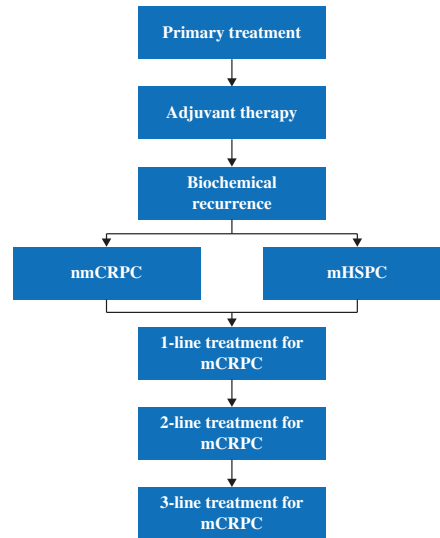 Primary treatment
Adjuvant therapy
Biochemical
recurrence
nmCRPC
mHSPC
1-line treatment for
mCRPC
2-line treatment for
mCRPC
3-line treatment for
mCRPC